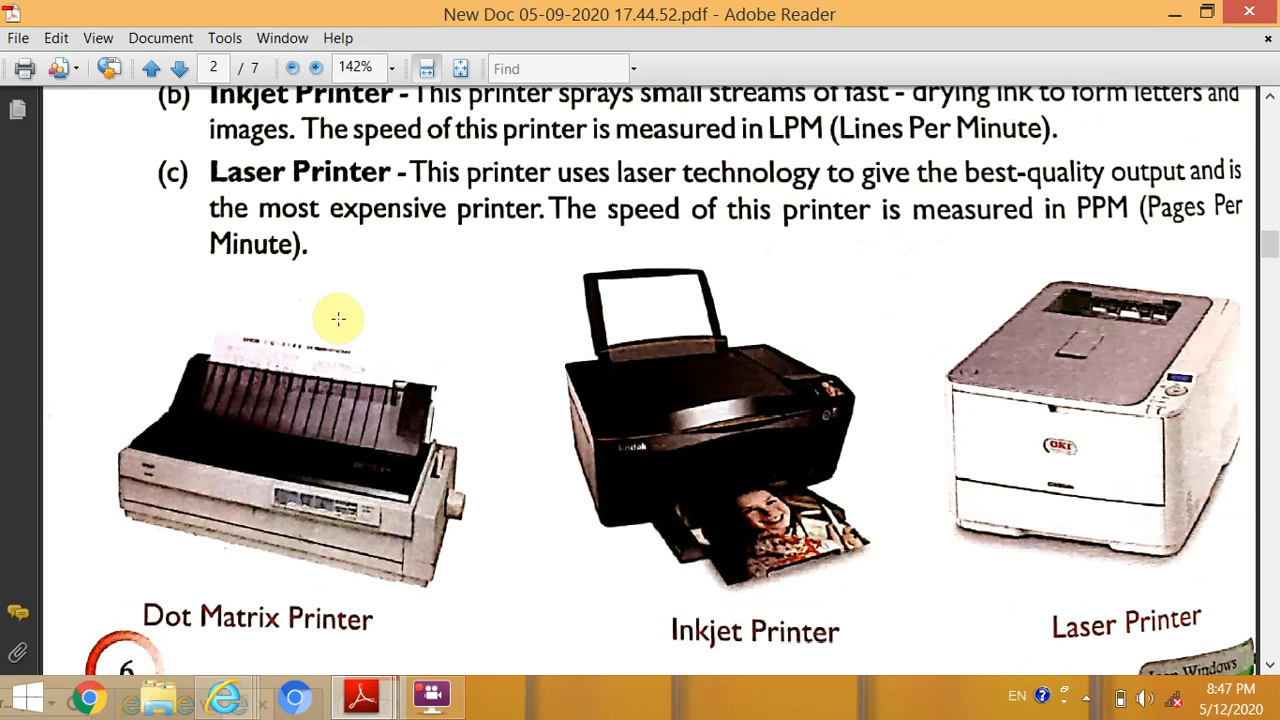 New Doc 05-09-2020 17.44.52.pdf - Adobe Reader
File Edit View Document Tools Window Help
2 / 7 142% Find
(b) Inkjet Printer - This printer sprays small streams of fast - drying ink to form letters and
images. The speed of this printer is measured in LPM (Lines Per Minute).
(c) Laser Printer - This printer uses laser technology to give the best-quality output and is
the most expensive printer. The speed of this printer is measured in PPM (Pages Per
Minute).
Kodak
OKI
Dot Matrix Printer
Inkjet Printer
Laser Printer
6
Windows
EN
8:47 PM
5/12/2020